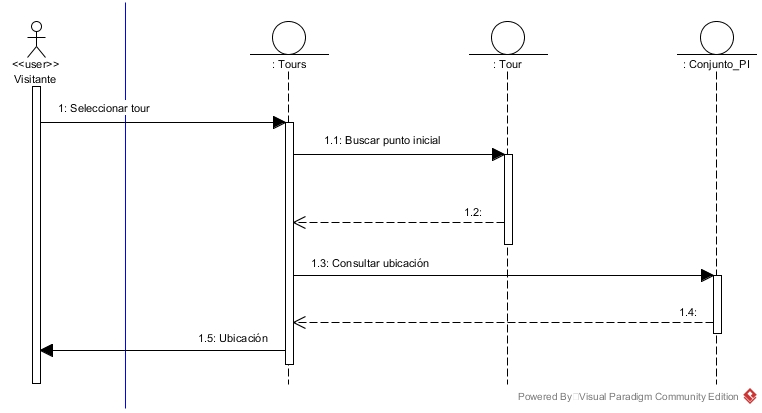 <<user>>
Visitante
: Tours
: Tour
: Conjunto_PI
1: Seleccionar tour
1.1: Buscar punto inicial
1.2:
1.3: Consultar ubicación
1.4:
1.5: Ubicación
Powered By Visual Paradigm Community Edition